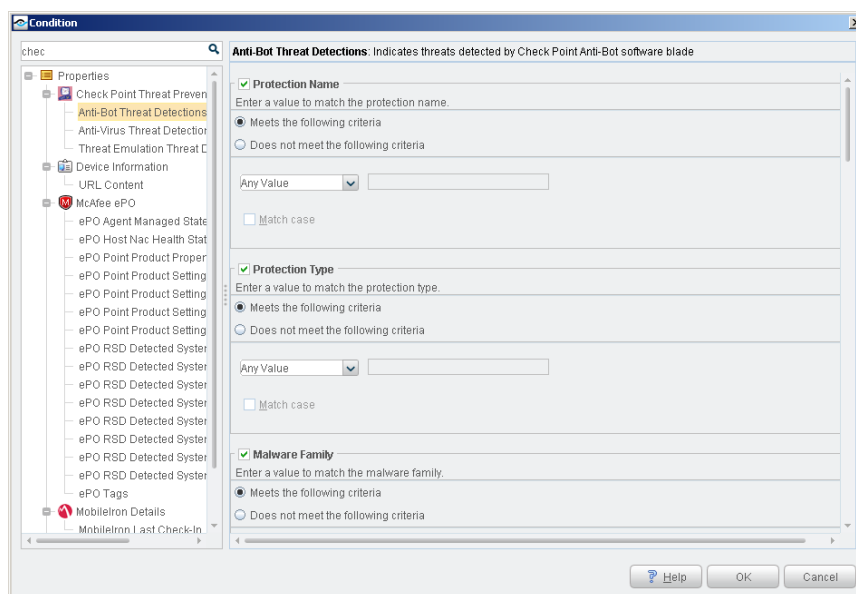 Condition
chec
Properties
Check Point Threat Preven
Anti-Bot Threat Detections
Anti-Virus Threat Detection
Threat Emulation Threat D
Device Information
URL Content
McAfee ePO
ePO Agent Managed State
ePO Host Nac Health Stat
ePO Point Product Proper
ePO Point Product Setting
ePO Point Product Setting
ePO Point Product Setting
ePO Point Product Setting
ePO RSD Detected Syster
ePO RSD Detected Syster
ePO RSD Detected Syster
ePO RSD Detected Syster
ePO RSD Detected Syster
ePO RSD Detected Syster
ePO RSD Detected Syster
ePO RSD Detected Syster
ePO Tags
MobileIron Details
MobileIron Last Check-In
Anti-Bot Threat Detections: Indicates threats detected by Check Point Anti-Bot software blade
Protection Name
Enter a value to match the protection name.
Meets the following criteria
Does not meet the following criteria
Any Value
Match case
Protection Type
Enter a value to match the protection type.
Meets the following criteria
Does not meet the following criteria
Any Value
Match case
Malware Family
Enter a value to match the malware family.
Meets the following criteria
Does not meet the following criteria
Help
OK
Cancel